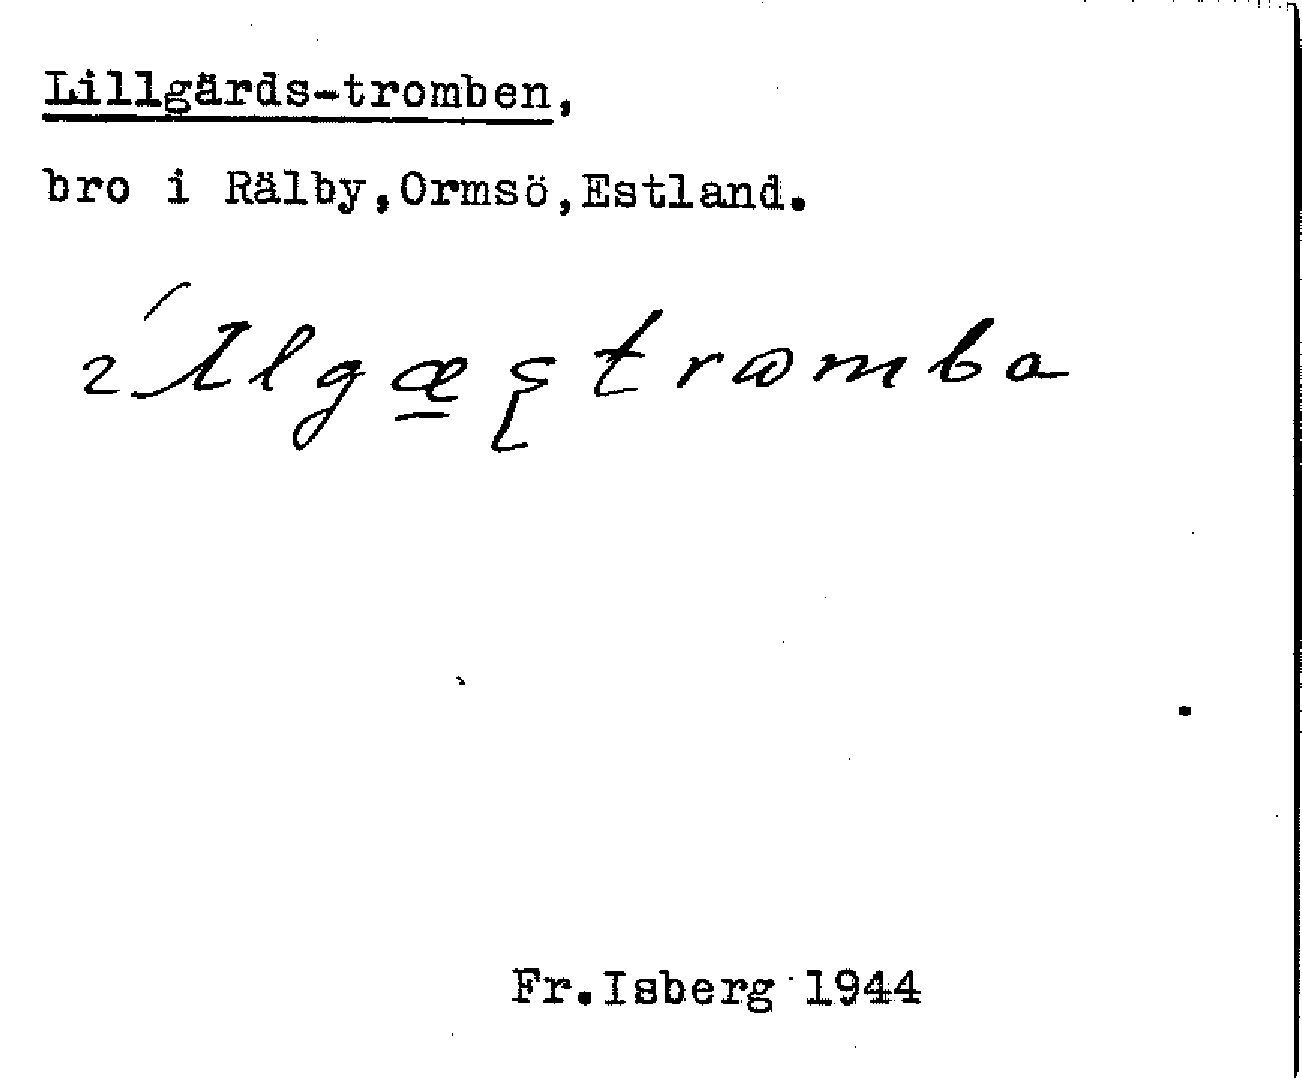 Lillgärds-tromben,
bro i Rälby,Ormsö,Estland.
Fr.Isberg 1944